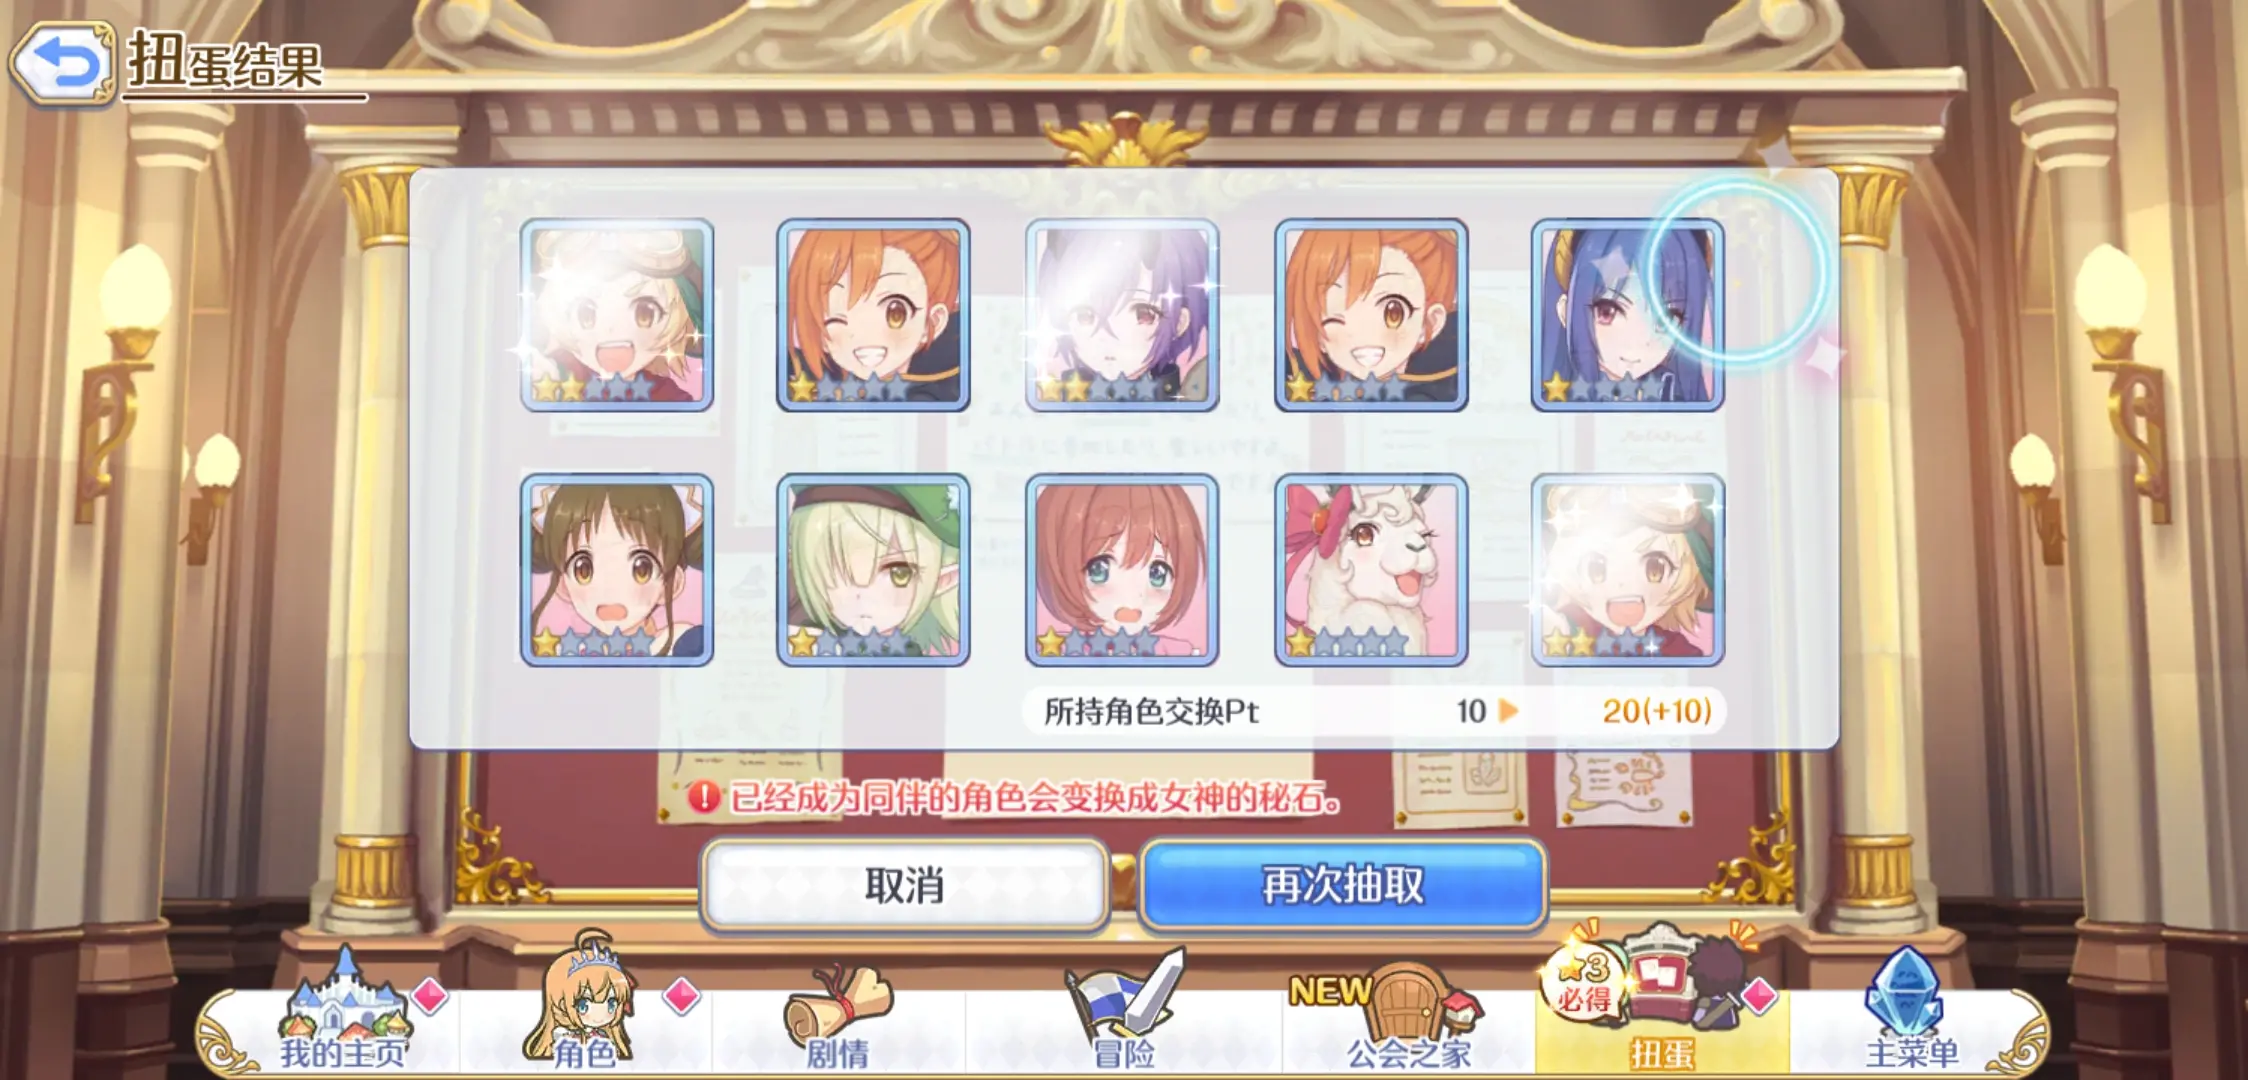 扭蛋结果
所持角色交换Pt 10 20(+10)
已经成为同伴的角色会变换成女神的秘石。
取消
再次抽取
NEW
3
必得
我的主页
角色
剧情
冒险
公会之家
扭蛋
主菜单